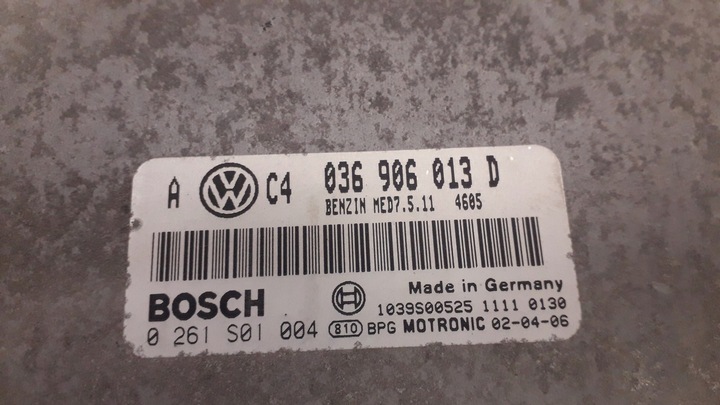 A VW C4 036 906 013 D
BENZIN MED7.5.11 4605
BOSCH Made in Germany
1039S00525 1111 0130
0 261 S01 004 810 BPG MOTRONIC 02-04-06